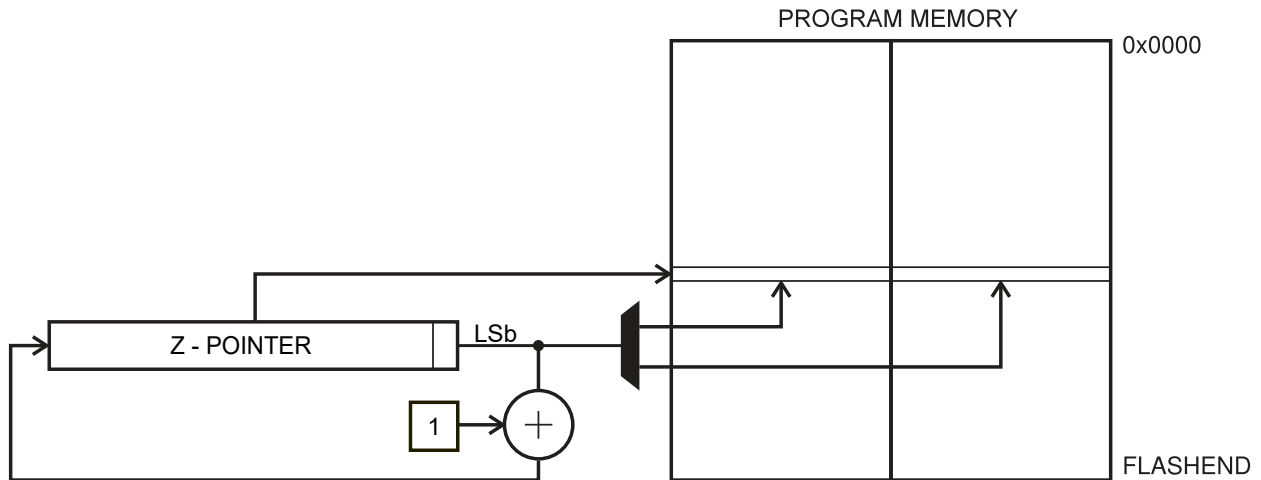 PROGRAM MEMORY
0x0000
LSb
Z - POINTER
1
FLASHEND